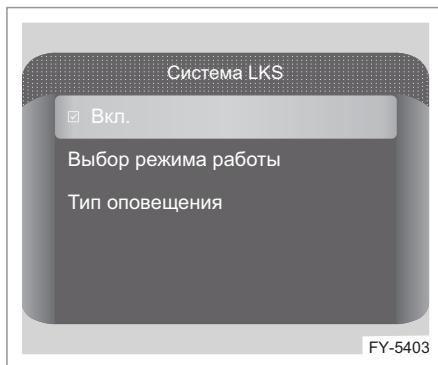 Система LKS
☑ Вкл.
Выбор режима работы
Тип оповещения
FY-5403